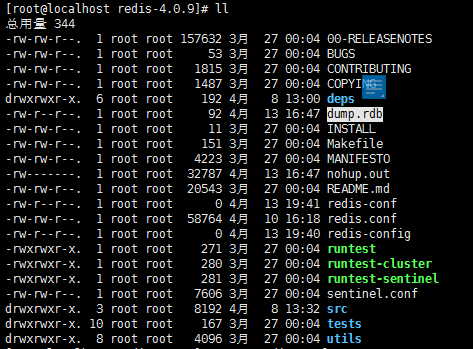 [root@localhost redis-4.0.9]# ll
总用量 344
-rw-rw-r--. 1 root root 157632 3月 27 00:04 00-RELEASENOTES
-rw-rw-r--. 1 root root 53 3月 27 00:04 BUGS
-rw-rw-r--. 1 root root 1815 3月 27 00:04 CONTRIBUTING
-rw-rw-r--. 1 root root 1487 3月 27 00:04
drwxrwxr-x. 6 root root 192 4月 8 13:00 deps
-rw-r--r--. 1 root root 92 4月 13 16:47 dump.rdb
-rw-rw-r--. 1 root root 11 3月 27 00:04 INSTALL
-rw-rw-r--. 1 root root 151 3月 27 00:04 Makefile
-rw-rw-r--. 1 root root 4223 3月 27 00:04 MANIFESTO
-rw-------. 1 root root 32787 4月 13 16:47 nohup.out
-rw-rw-r--. 1 root root 20543 3月 27 00:04 README.md
-rw-r--r--. 1 root root 0 4月 13 19:41 redis-conf
-rw-rw-r--. 1 root root 58764 4月 10 16:18 redis.conf
-rw-r--r--. 1 root root 0 4月 13 19:40 redis-config
-rwxrwxr-x. 1 root root 271 3月 27 00:04 runtest
-rwxrwxr-x. 1 root root 280 3月 27 00:04 runtest-cluster
-rwxrwxr-x. 1 root root 281 3月 27 00:04 runtest-sentinel
-rw-rw-r--. 1 root root 7606 3月 27 00:04 sentinel.conf
drwxrwxr-x. 3 root root 8192 4月 8 13:32 src
drwxrwxr-x. 10 root root 167 3月 27 00:04 tests
drwxrwxr-x. 8 root root 4096 3月 27 00:04 utils